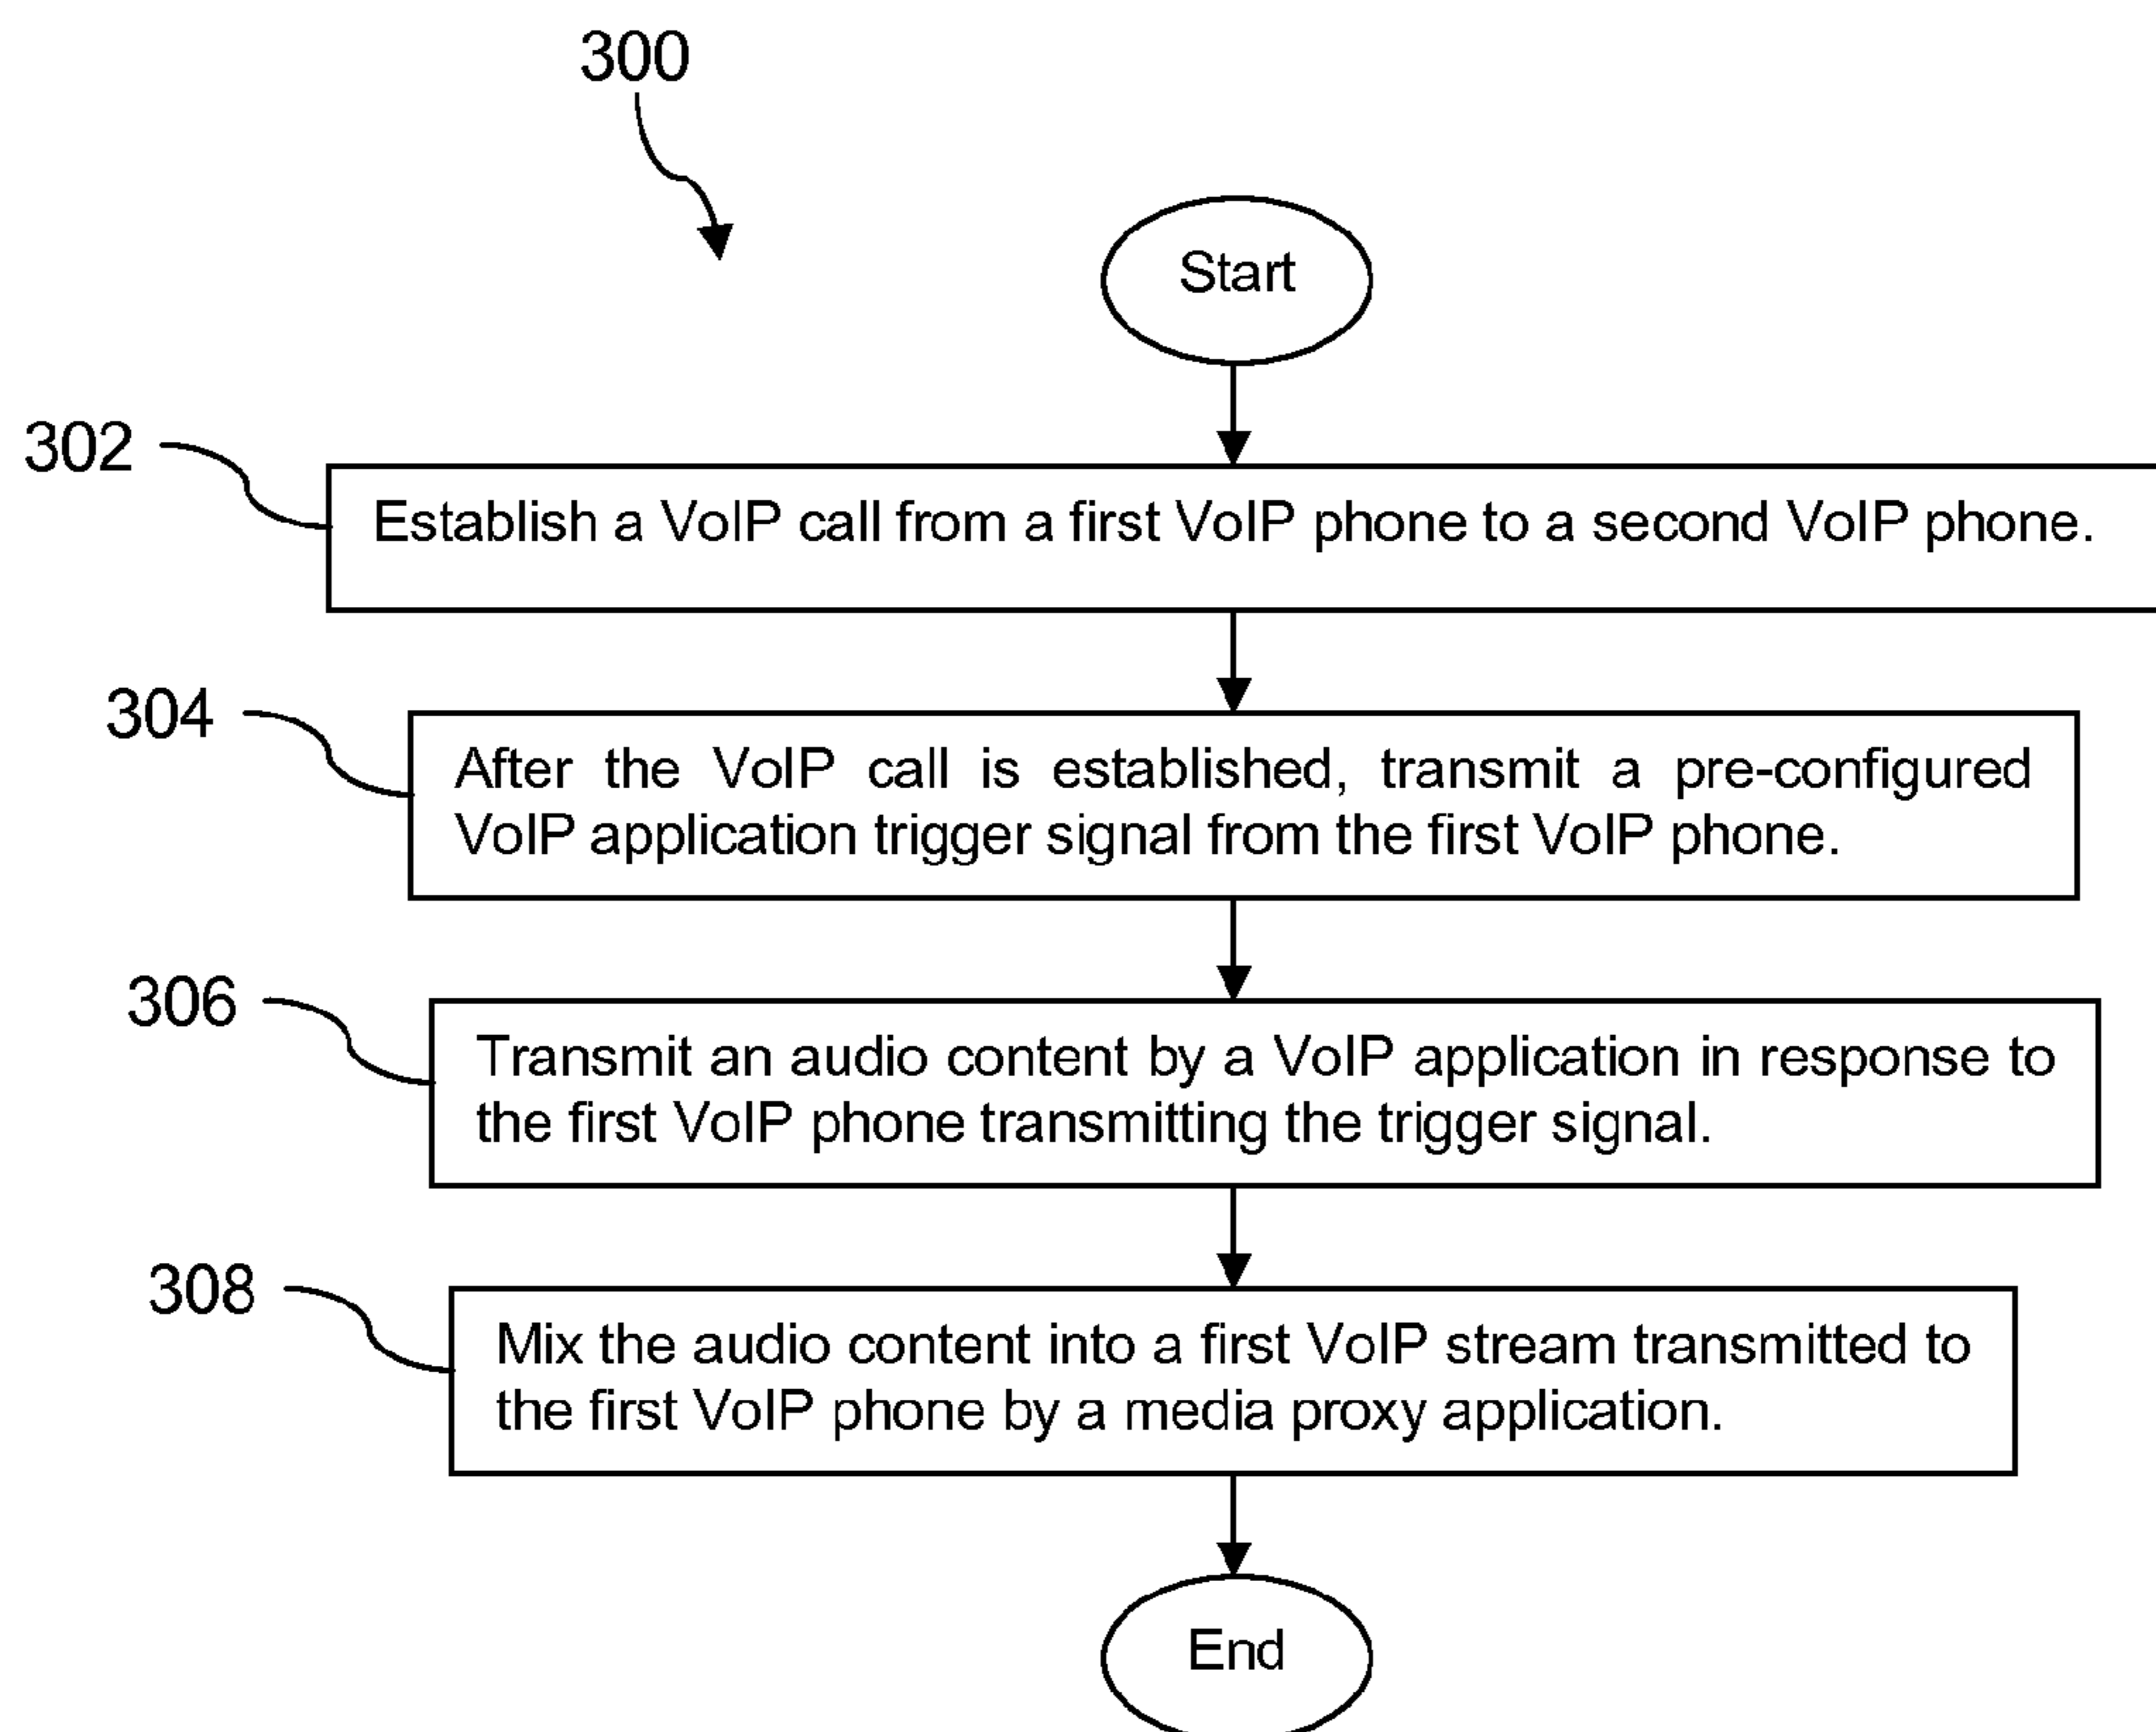 300
Start
302
Establish a VoIP call from a first VoIP phone to a second VoIP phone.
304
After the VoIP call is established, transmit a pre-configured
VoIP application trigger signal from the first VoIP phone.
306
Transmit an audio content by a VoIP application in response to
the first VoIP phone transmitting the trigger signal.
308
Mix the audio content into a first VoIP stream transmitted to
the first VoIP phone by a media proxy application.
End